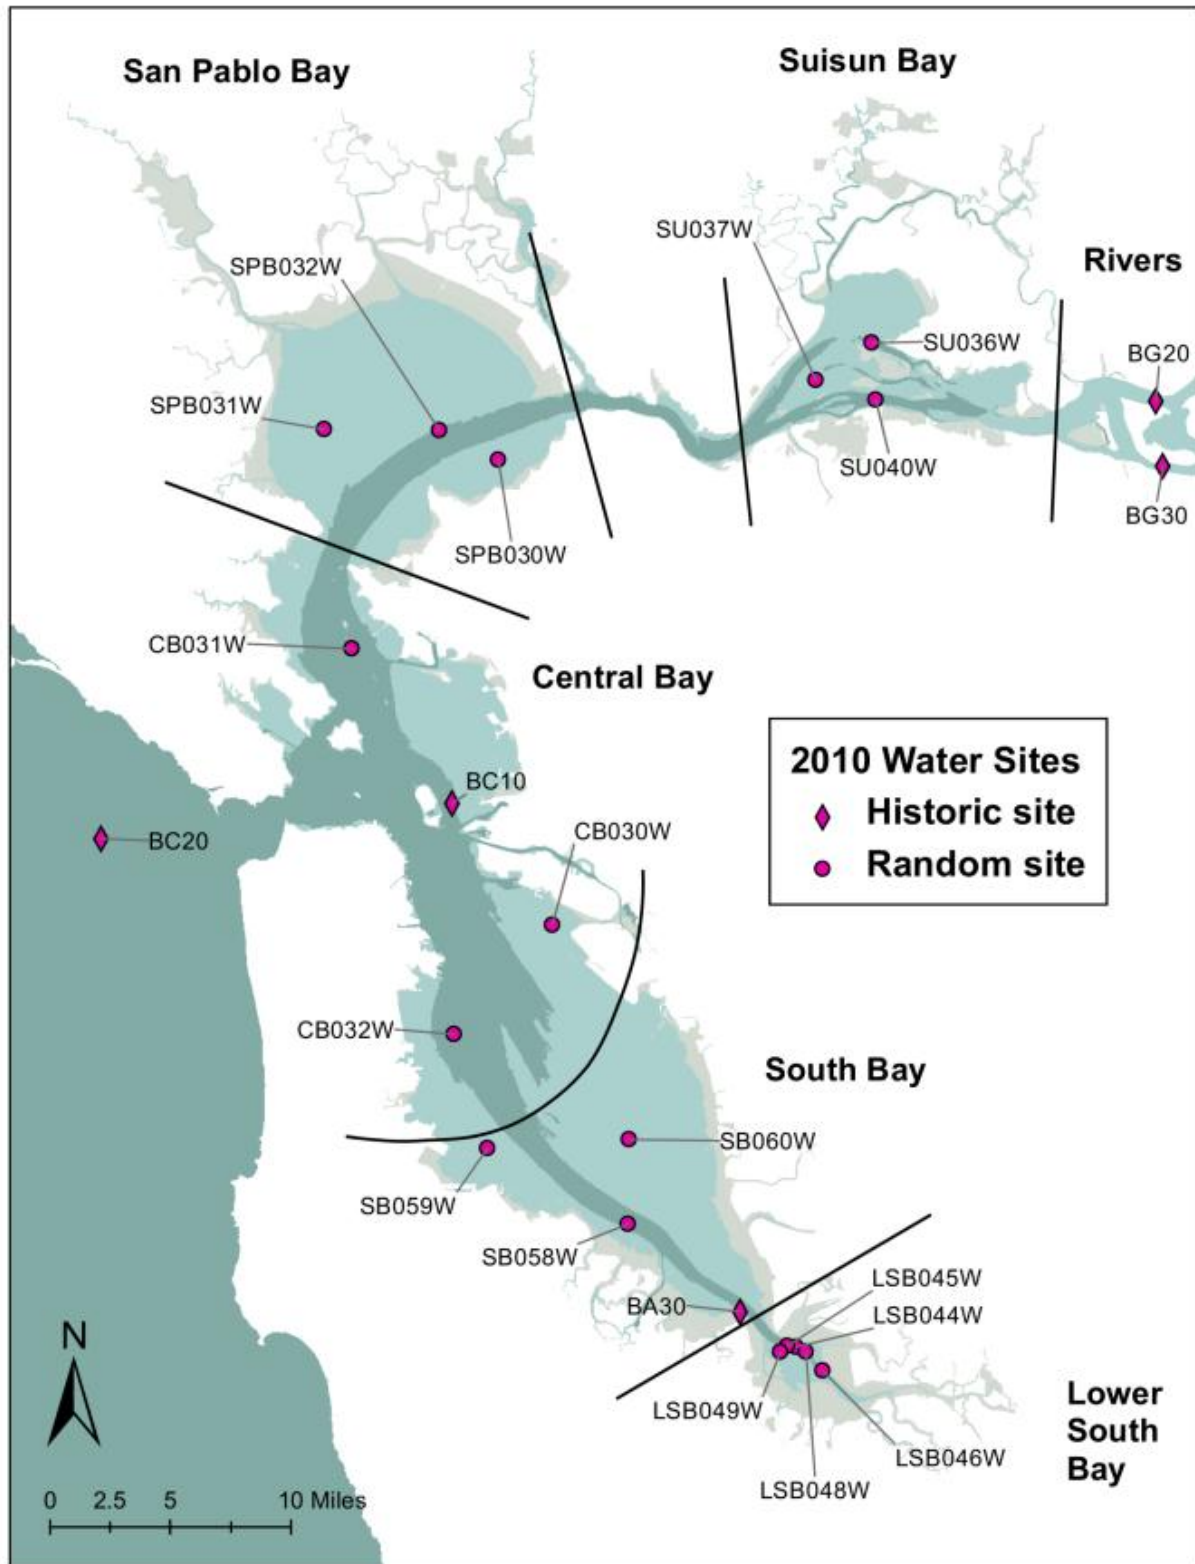 San Pablo Bay
Suisun Bay
SU037W
Rivers
SPB032W
SU036W
BG20
SPB031W
SU040W
BG30
SPB030W
CB031W
Central Bay
2010 Water Sites
Historic site
Random site
BC10
CB030W
BC20
CB032W
South Bay
SB060W
SB059W
SB058W
LSB045W
BA30
LSB044W
N
LSB049W
Lower
South
Bay
LSB046W
LSB048W
0 2.5 5 10 Miles